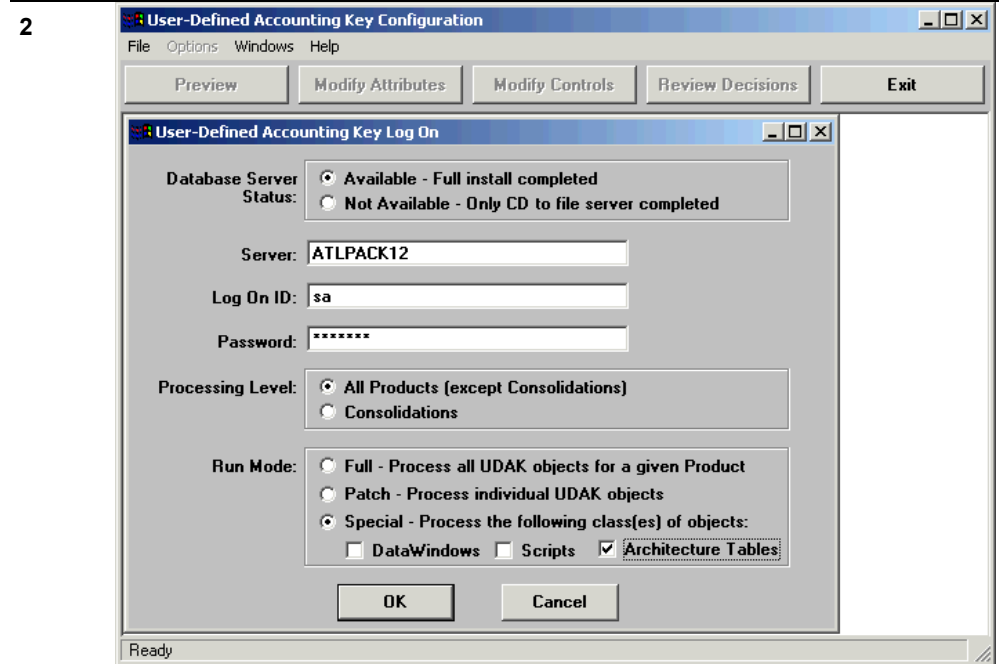 2
User-Defined Accounting Key Configuration
File Options Windows Help
Preview Modify Attributes Modify Controls Review Decisions Exit
User-Defined Accounting Key Log On
Database Server Status:
Available - Full install completed
Not Available - Only CD to file server completed
Server: ATLPACK12
Log On ID: sa
Password: *******
Processing Level: All Products (except Consolidations)
Consolidations
Run Mode: Full - Process all UDAK objects for a given Product
Patch - Process individual UDAK objects
Special - Process the following class(es) of objects:
DataWindows Scripts Architecture Tables
OK Cancel
Ready